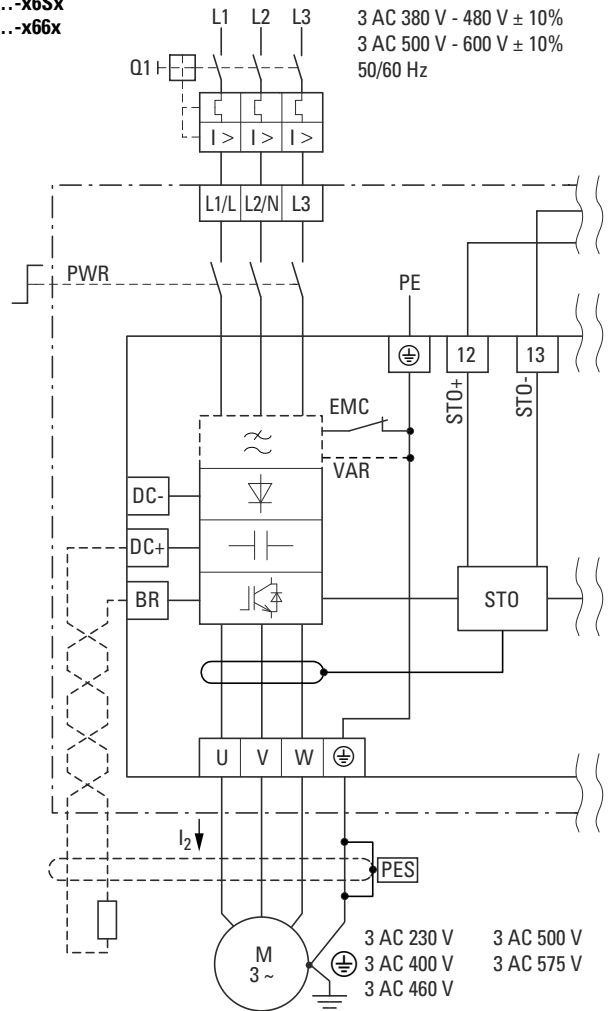 ..-x6Sx
..-x66x
L1 L2 L3
3 AC 380 V - 480 V ± 10%
3 AC 500 V - 600 V ± 10%
50/60 Hz
Q1
I > I > I >
L1/L L2/N L3
PWR
PE
12 13
STO+ STO-
EMC
VAR
DC-
DC+
BR
STO
U V W
I2
PES
M
3 ~
3 AC 230 V 3 AC 500 V
3 AC 400 V 3 AC 575 V
3 AC 460 V